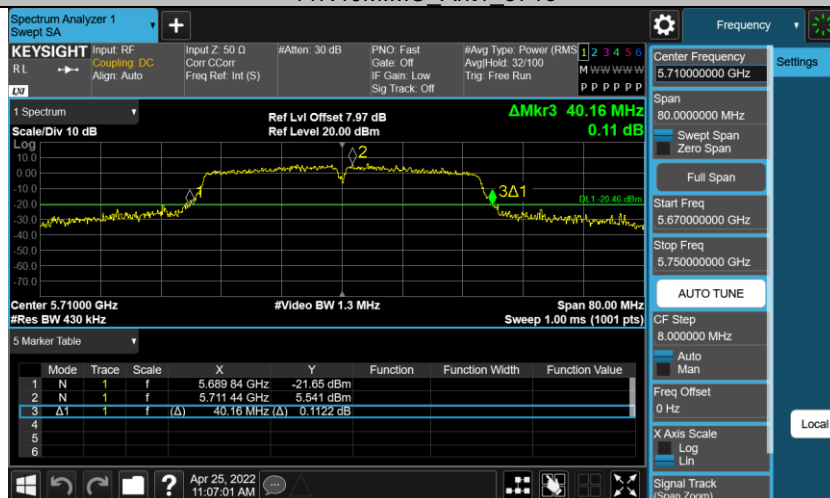 Spectrum Analyzer 1
Swept SA
Frequency
KEYSIGHT
RL
LXI
Input: RF
Coupling: DC
Align: Auto
Input Z: 50 Ω
Corr CCorr
Freq Ref: Int (S)
#Atten: 30 dB
PNO: Fast
Gate: Off
IF Gain: Low
Sig Track: Off
#Avg Type: Power (RMS
Avg|Hold: 32/100
Trig: Free Run
1 2 3 4 5 6
M W W W W W
P P P P P P
1 Spectrum
Scale/Div 10 dB
Ref Lvl Offset 7.97 dB
Ref Level 20.00 dBm
ΔMkr3 40.16 MHz
0.11 dB
Log
10.0
0.00
-10.0
-20.0
-30.0
-40.0
-50.0
-60.0
-70.0
2
3Δ1
DL1 -20.46 dBm
Center 5.71000 GHz
#Res BW 430 kHz
#Video BW 1.3 MHz
Span 80.00 MHz
Sweep 1.00 ms (1001 pts)
5 Marker Table
Mode Trace Scale X Y Function Function Width Function Value
1 N 1 f 5.689 84 GHz -21.65 dBm
2 N 1 f 5.711 44 GHz 5.541 dBm
3 Δ1 1 f (Δ) 40.16 MHz (Δ) 0.1122 dB
4
5
6
Apr 25, 2022
11:07:01 AM
Center Frequency
5.710000000 GHz
Span
80.0000000 MHz
Swept Span
Zero Span
Full Span
Start Freq
5.670000000 GHz
Stop Freq
5.750000000 GHz
AUTO TUNE
CF Step
8.000000 MHz
Auto
Man
Freq Offset
0 Hz
X Axis Scale
Log
Lin
Signal Track
(Span Zoom)
Settings
Local